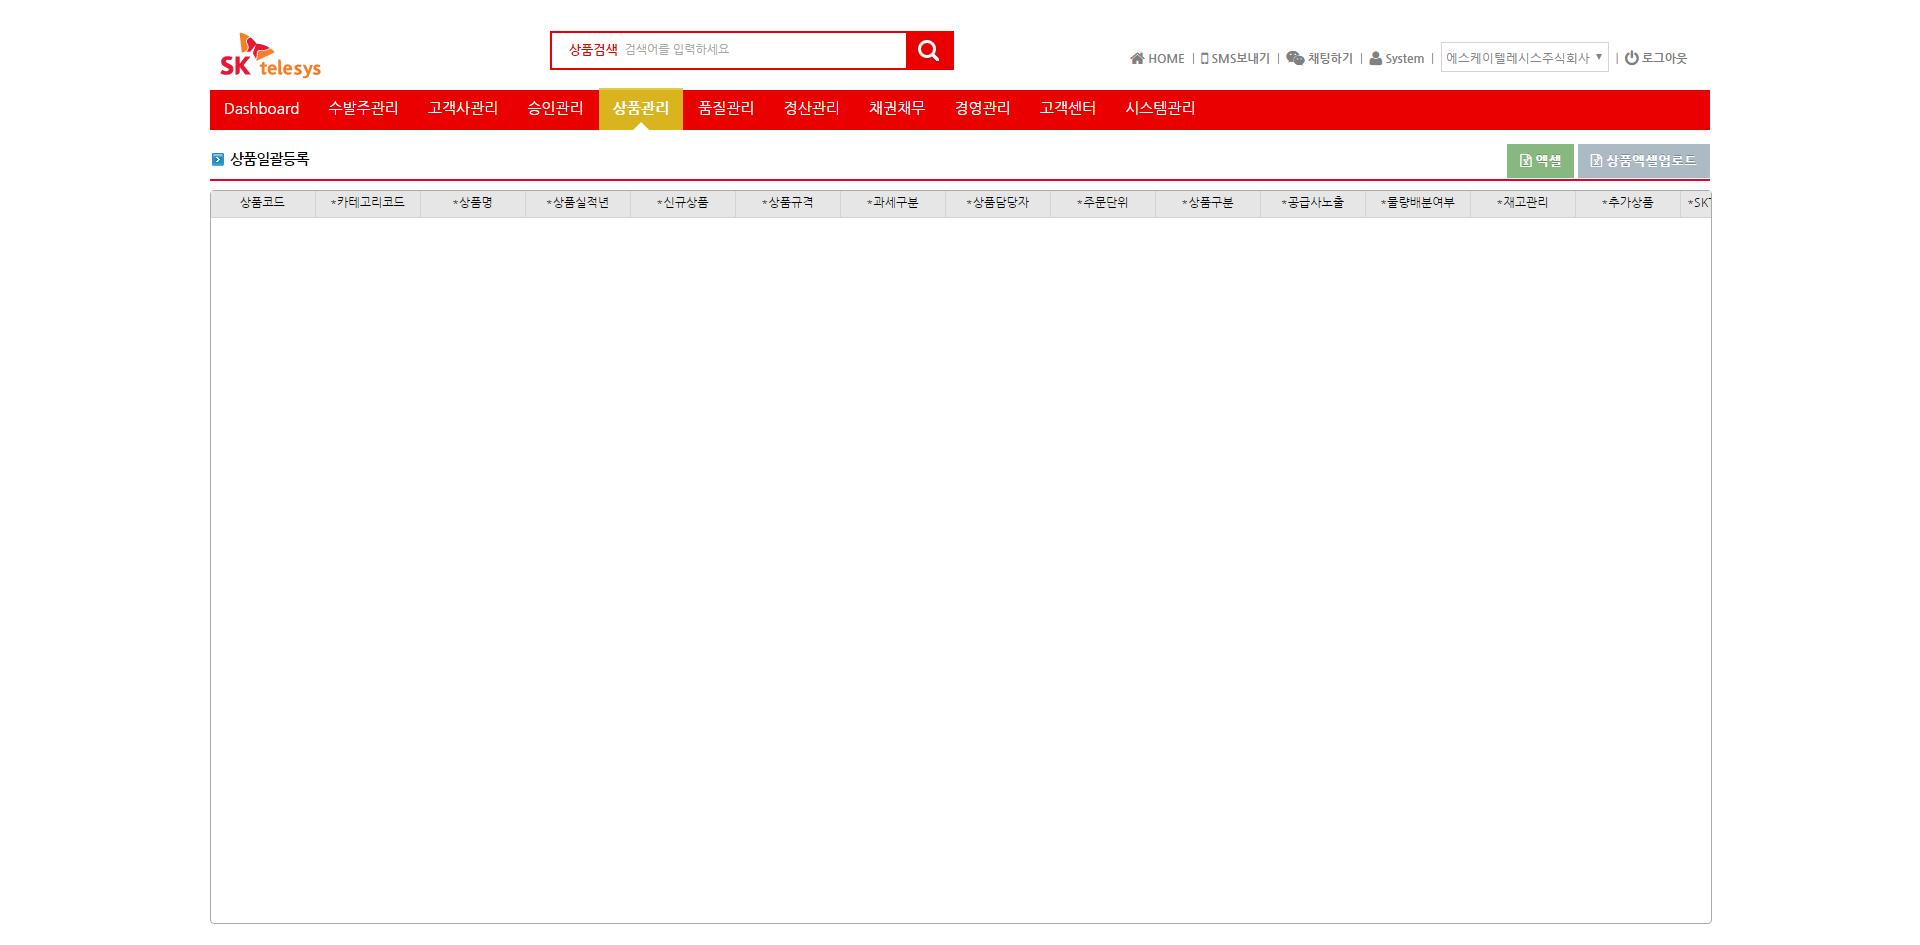 SK telesys
상품검색 검색어를 입력하세요
HOME | SMS보내기 | 채팅하기 | System | 에스케이텔레시스주식회사 ▼ | 로그아웃
Dashboard 수발주관리 고객사관리 승인관리 상품관리 품질관리 정산관리 채권채무 경영관리 고객센터 시스템관리
상품일괄등록 엑셀 상품엑셀업로드
상품코드 *카테고리코드 *상품명 *상품실적년 *신규상품 *상품규격 *과세구분 *상품담당자 *주문단위 *상품구분 *공급사노출 *물량배분여부 *재고관리 *추가상품 *SKT